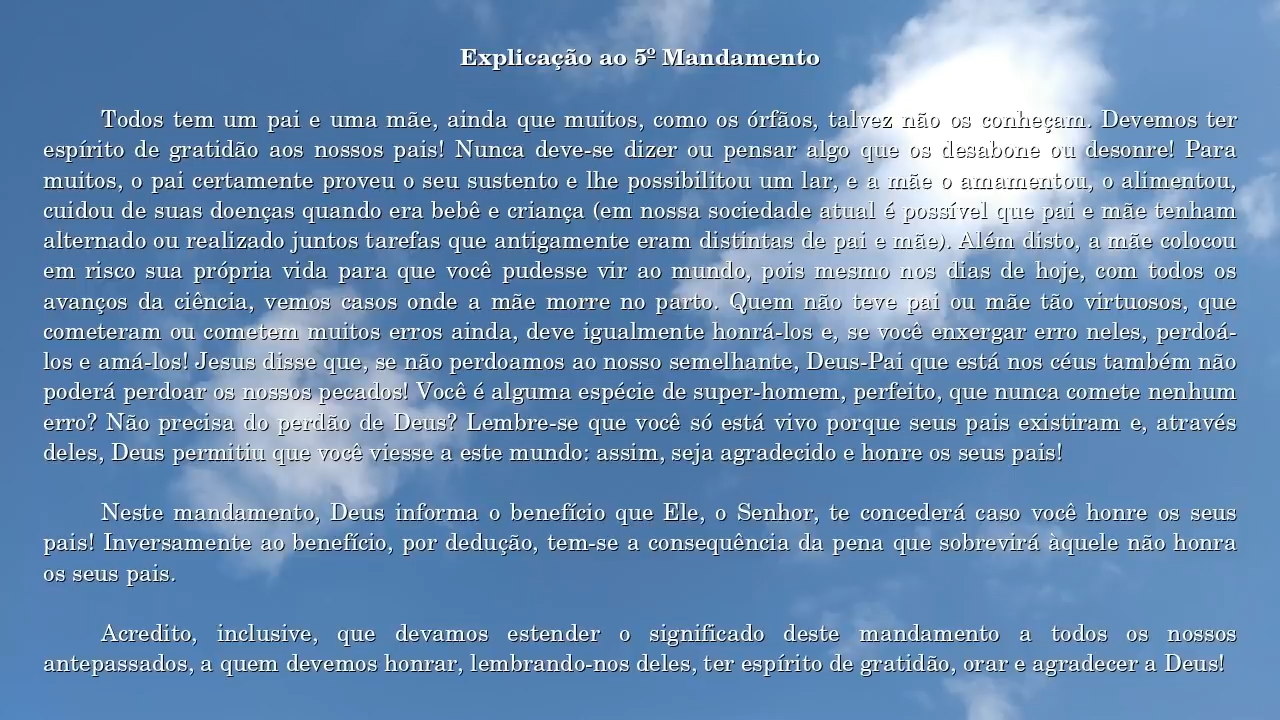 Explicação ao 5º Mandamento
Todos tem um pai e uma mãe, ainda que muitos, como os órfãos, talvez não os conheçam. Devemos ter
espírito de gratidão aos nossos pais! Nunca deve-se dizer ou pensar algo que os desabone ou desonre! Para
muitos, o pai certamente proveu o seu sustento e lhe possibilitou um lar, e a mãe o amamentou, o alimentou,
cuidou de suas doenças quando era bebê e criança (em nossa sociedade atual é possível que pai e mãe tenham
alternado ou realizado juntos tarefas que antigamente eram distintas de pai e mãe). Além disto, a mãe colocou
em risco sua própria vida para que você pudesse vir ao mundo, pois mesmo nos dias de hoje, com todos os
avanços da ciência, vemos casos onde a mãe morre no parto. Quem não teve pai ou mãe tão virtuosos, que
cometeram ou cometem muitos erros ainda, deve igualmente honrá-los e, se você enxergar erro neles, perdoá-
los e amá-los! Jesus disse que, se não perdoamos ao nosso semelhante, Deus-Pai que está nos céus também não
poderá perdoar os nossos pecados! Você é alguma espécie de super-homem, perfeito, que nunca comete nenhum
erro? Não precisa do perdão de Deus? Lembre-se que você só está vivo porque seus pais existiram e, através
deles, Deus permitiu que você viesse a este mundo: assim, seja agradecido e honre os seus pais!
Neste mandamento, Deus informa o benefício que Ele, o Senhor, te concederá caso você honre os seus
pais! Inversamente ao benefício, por dedução, tem-se a consequência da pena que sobrevirá àquele não honra
os seus pais.
Acredito, inclusive, que devamos estender o significado deste mandamento a todos os nossos
antepassados, a quem devemos honrar, lembrando-nos deles, ter espírito de gratidão, orar e agradecer a Deus!